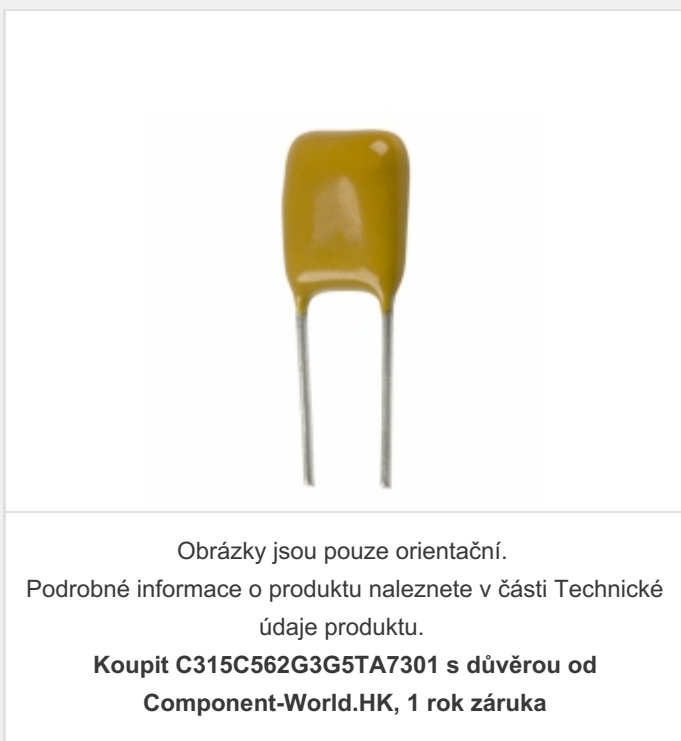 Obrázky jsou pouze orientační.
Podrobné informace o produktu naleznete v části Technické
údaje produktu.
Koupit C315C562G3G5TA7301 s důvěrou od
Component-World.HK, 1 rok záruka